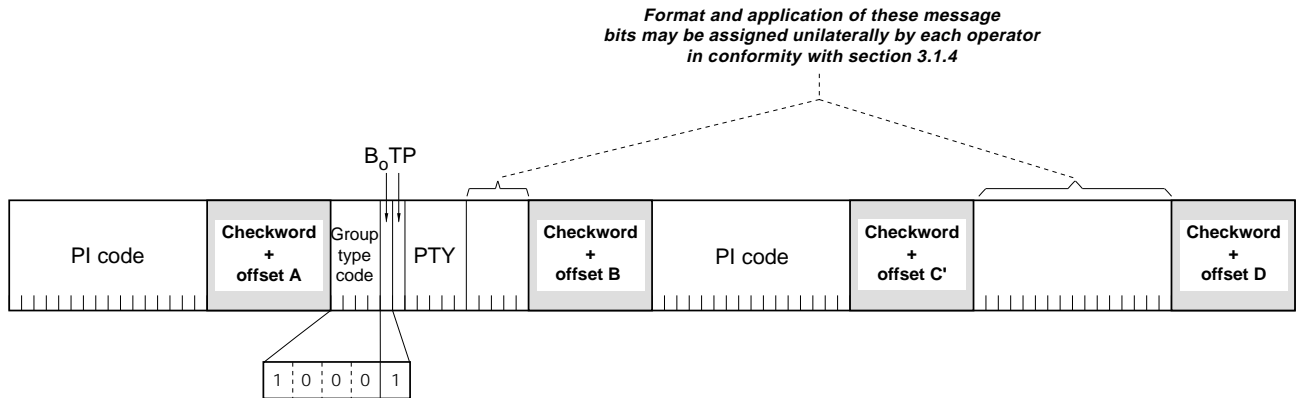 Format and application of these message
bits may be assigned unilaterally by each operator
in conformity with section 3.1.4
B₀ TP
PI code
Checkword
+
offset A
Group
type
code
PTY
Checkword
+
offset B
PI code
Checkword
+
offset C'
Checkword
+
offset D
1 0 0 0 1